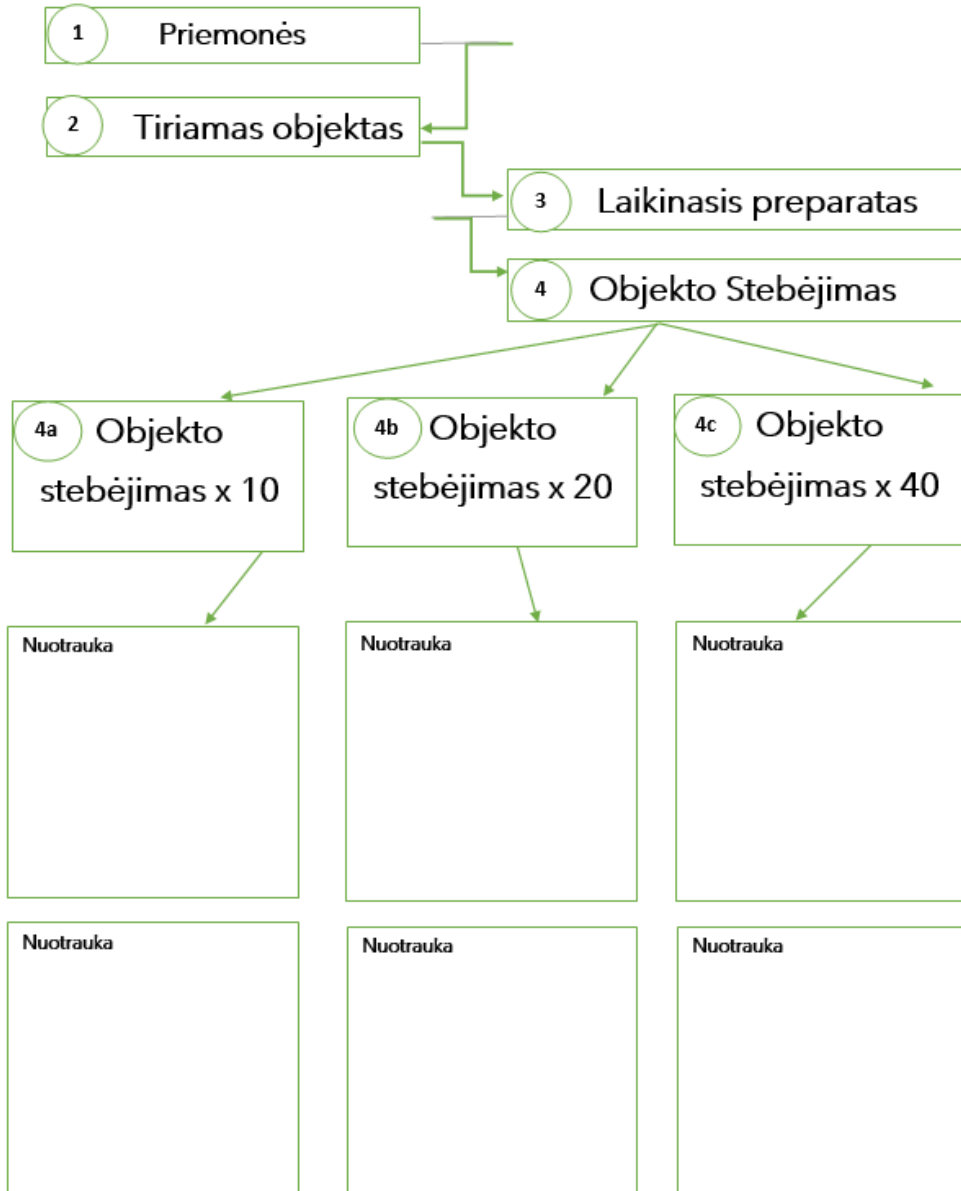 1 Priemonės
2 Tiriamas objektas
3 Laikinasis preparatas
4 Objekto Stebėjimas
4a Objekto
stebėjimas x 10
4b Objekto
stebėjimas x 20
4c Objekto
stebėjimas x 40
Nuotrauka
Nuotrauka
Nuotrauka
Nuotrauka
Nuotrauka
Nuotrauka